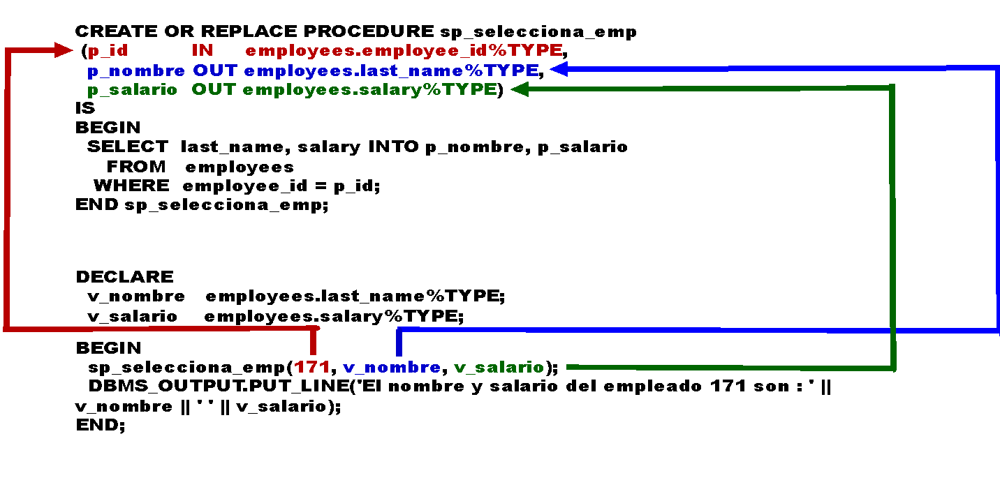 CREATE OR REPLACE PROCEDURE sp_selecciona_emp
(p_id IN employees.employee_id%TYPE,
p_nombre OUT employees.last_name%TYPE,
p_salario OUT employees.salary%TYPE)
IS
BEGIN
SELECT last_name, salary INTO p_nombre, p_salario
FROM employees
WHERE employee_id = p_id;
END sp_selecciona_emp;
DECLARE
v_nombre employees.last_name%TYPE;
v_salario employees.salary%TYPE;
BEGIN
sp_selecciona_emp(171, v_nombre, v_salario);
DBMS_OUTPUT.PUT_LINE('El nombre y salario del empleado 171 son : ' ||
v_nombre || ' ' || v_salario);
END;